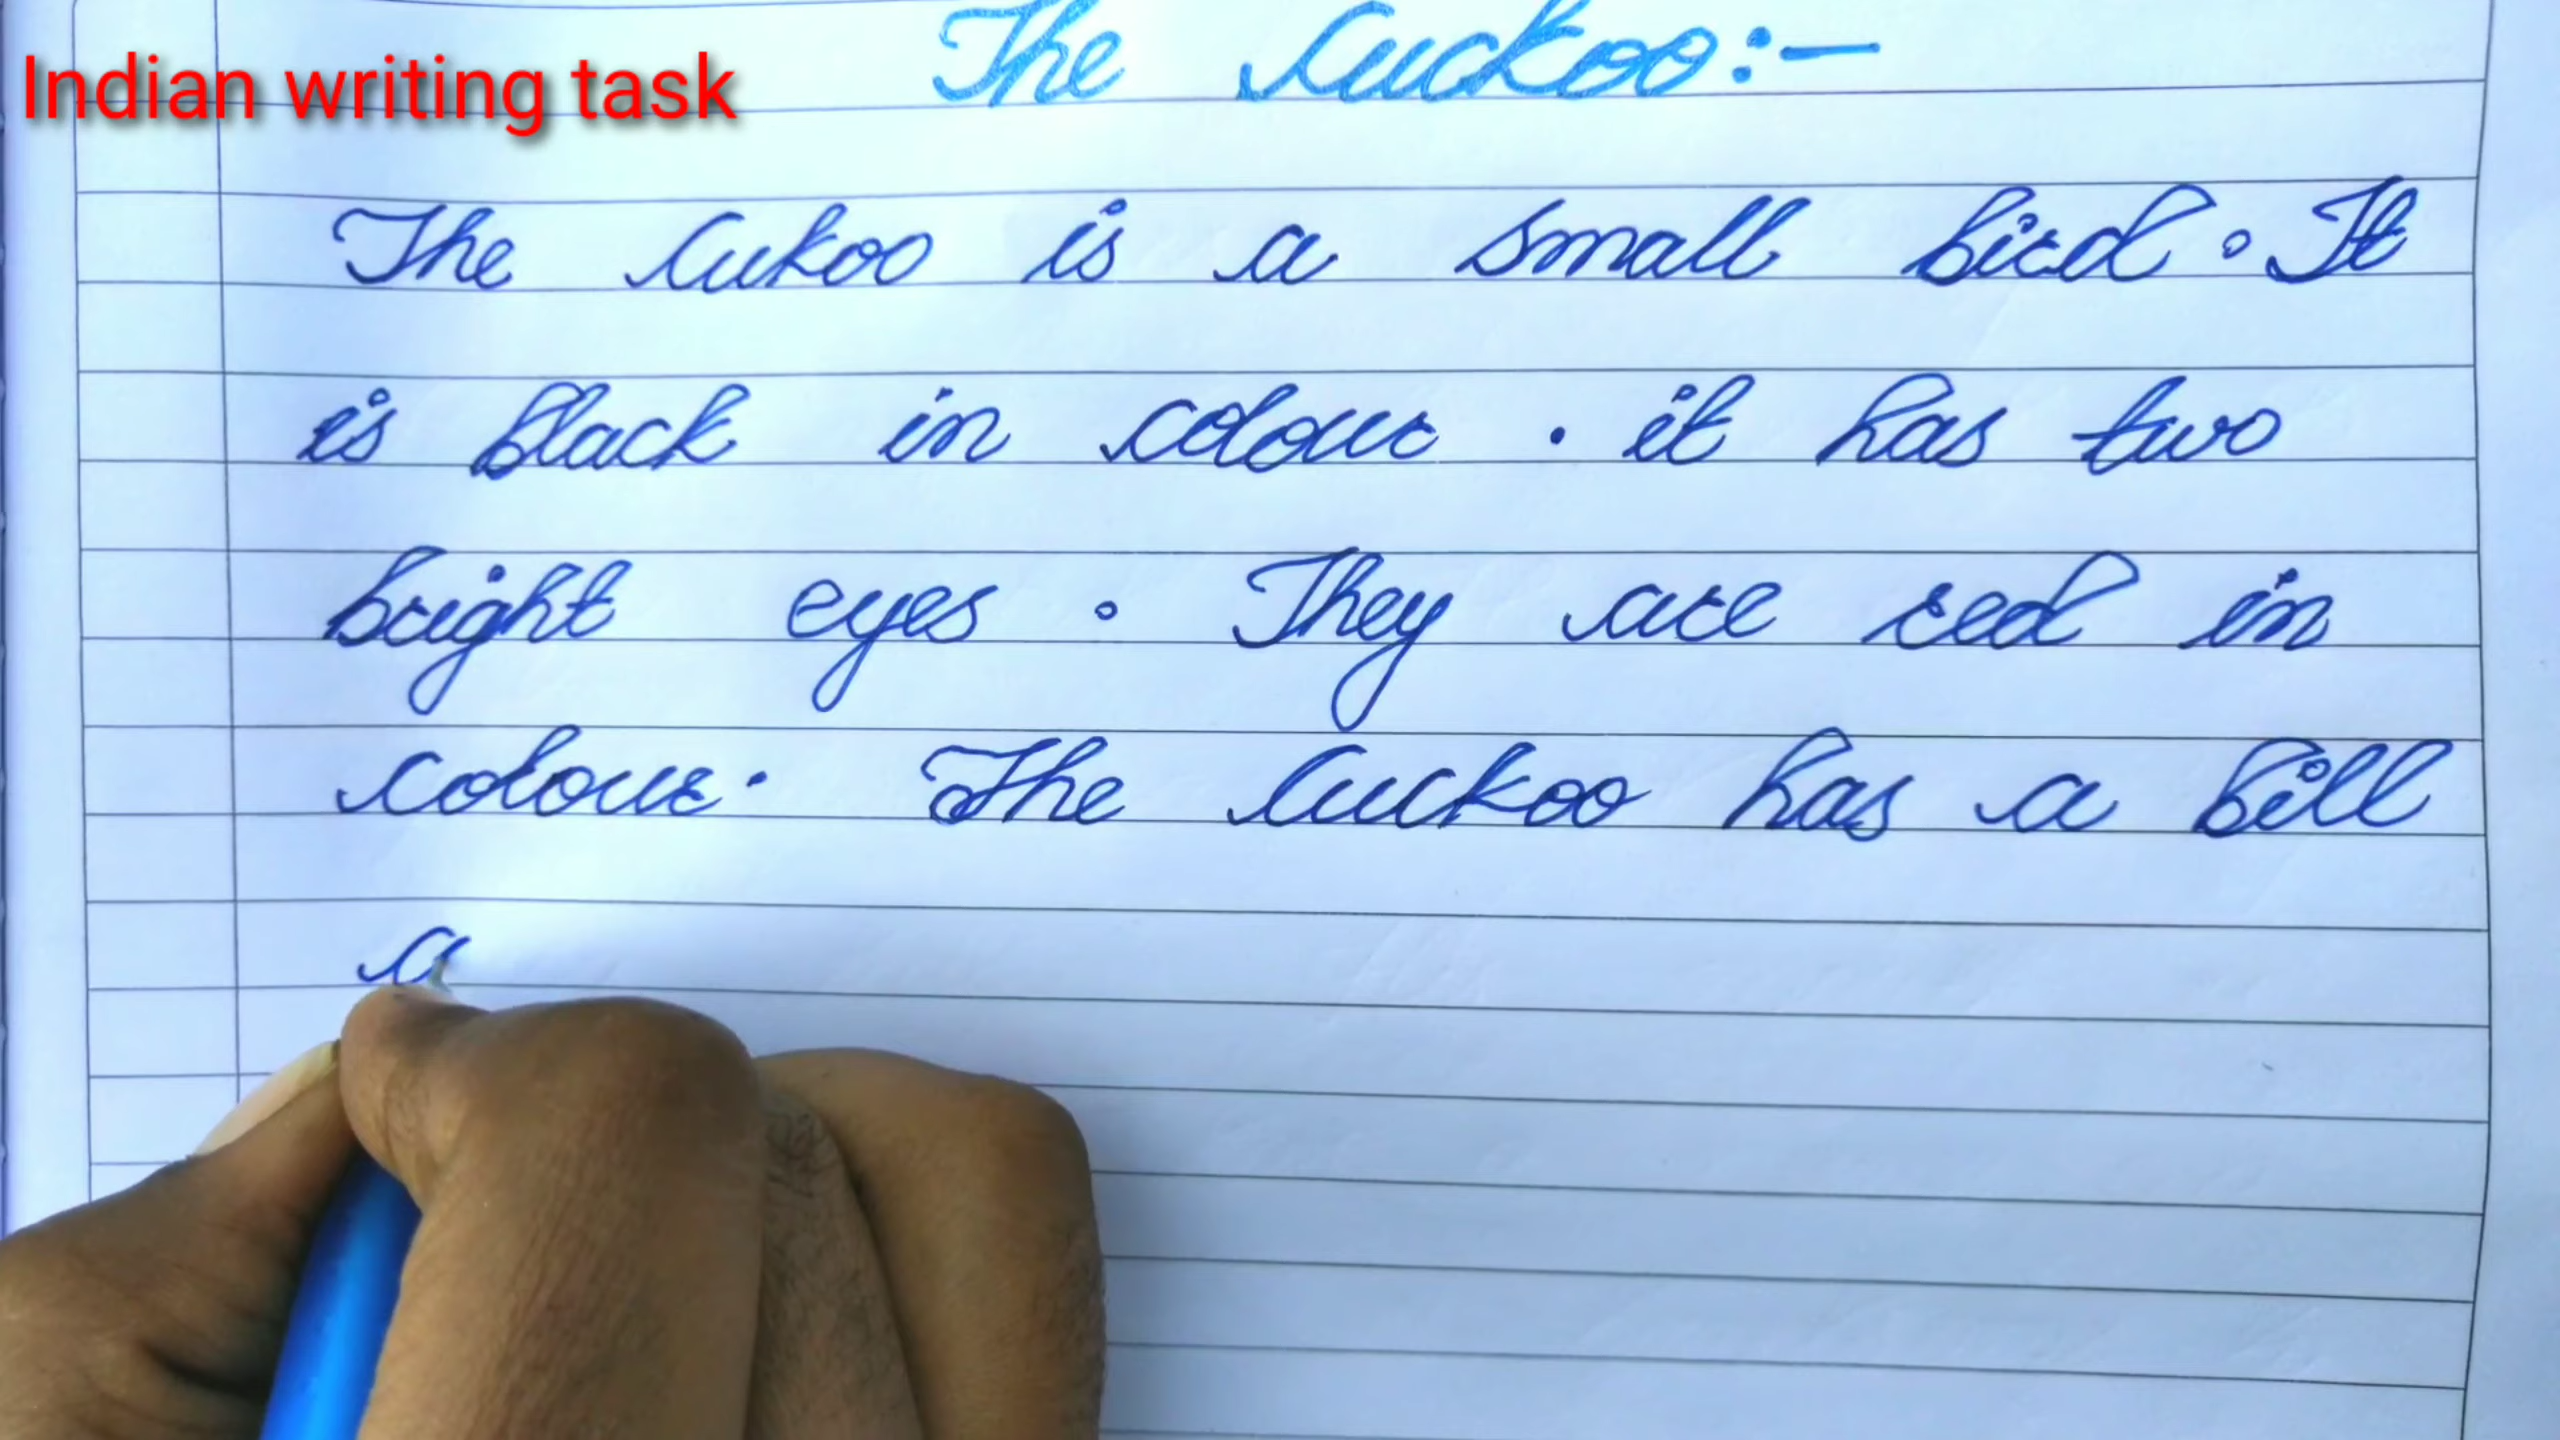 The Cuckoo:-
Indian writing task
The Cukoo is a small bird. It
is black in colour. it has two
bright eyes. They are red in
colour. The Cuckoo has a bill
a